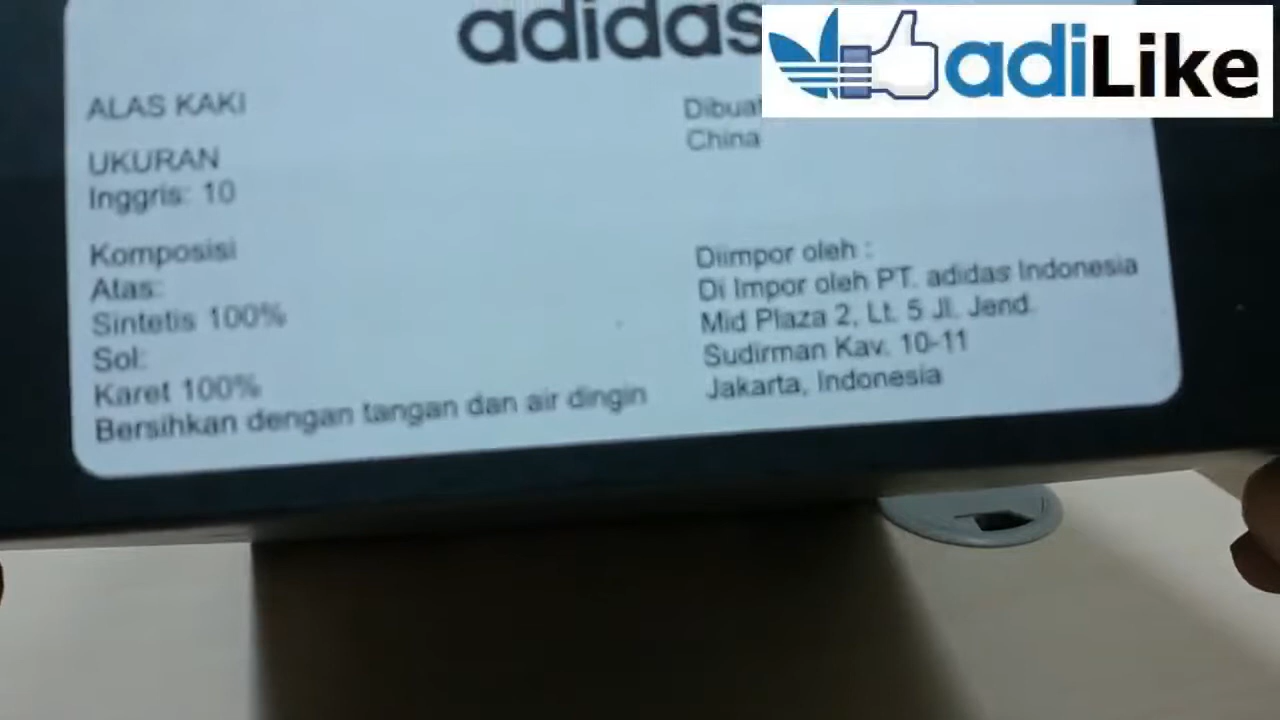 adidas
adiLike
ALAS KAKI
UKURAN
Inggris: 10
Komposisi
Atas:
Sintetis 100%
Sol:
Karet 100%
Bersihkan dengan tangan dan air dingin
China
Diimpor oleh :
Di Impor oleh PT. adidas Indonesia
Mid Plaza 2, Lt. 5 Jl. Jend.
Sudirman Kav. 10-11
Jakarta, Indonesia